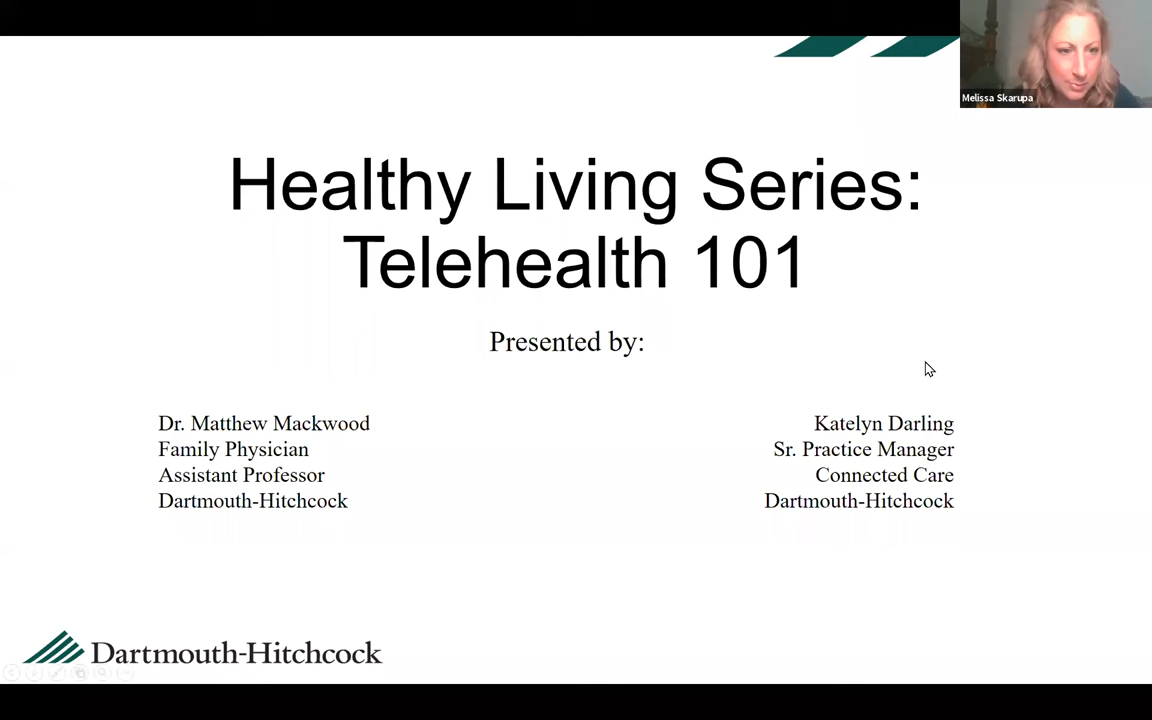 Melissa Skarupa
Healthy Living Series:
Telehealth 101
Presented by:
Dr. Matthew Mackwood
Family Physician
Assistant Professor
Dartmouth-Hitchcock
Katelyn Darling
Sr. Practice Manager
Connected Care
Dartmouth-Hitchcock
Dartmouth-Hitchcock